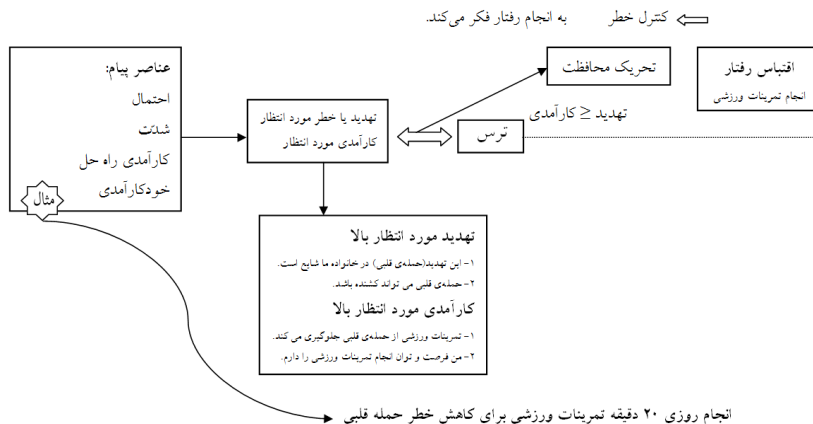 کنترل خطر
به انجام رفتار فکر می‌کند.
عناصر پیام:
احتمال
شدّت
کارآمدی راه حل
خودکارآمدی
مثال
تهدید یا خطر مورد انتظار
کارآمدی مورد انتظار
ترس
تهدید ≤ کارآمدی
تحریک محافظت
اقتباس رفتار
انجام تمرینات ورزشی
تهدید مورد انتظار بالا
۱- این تهدید(حمله‌ی قلبی) در خانواده ما شایع است.
۲- حمله‌ی قلبی می تواند کشنده باشد.
کارآمدی مورد انتظار بالا
۱- تمرینات ورزشی از حمله‌ی قلبی جلوگیری می کند.
۲- من فرصت و توان انجام تمرینات ورزشی را دارم.
انجام روزی ۲۰ دقیقه تمرینات ورزشی برای کاهش خطر حمله قلبی